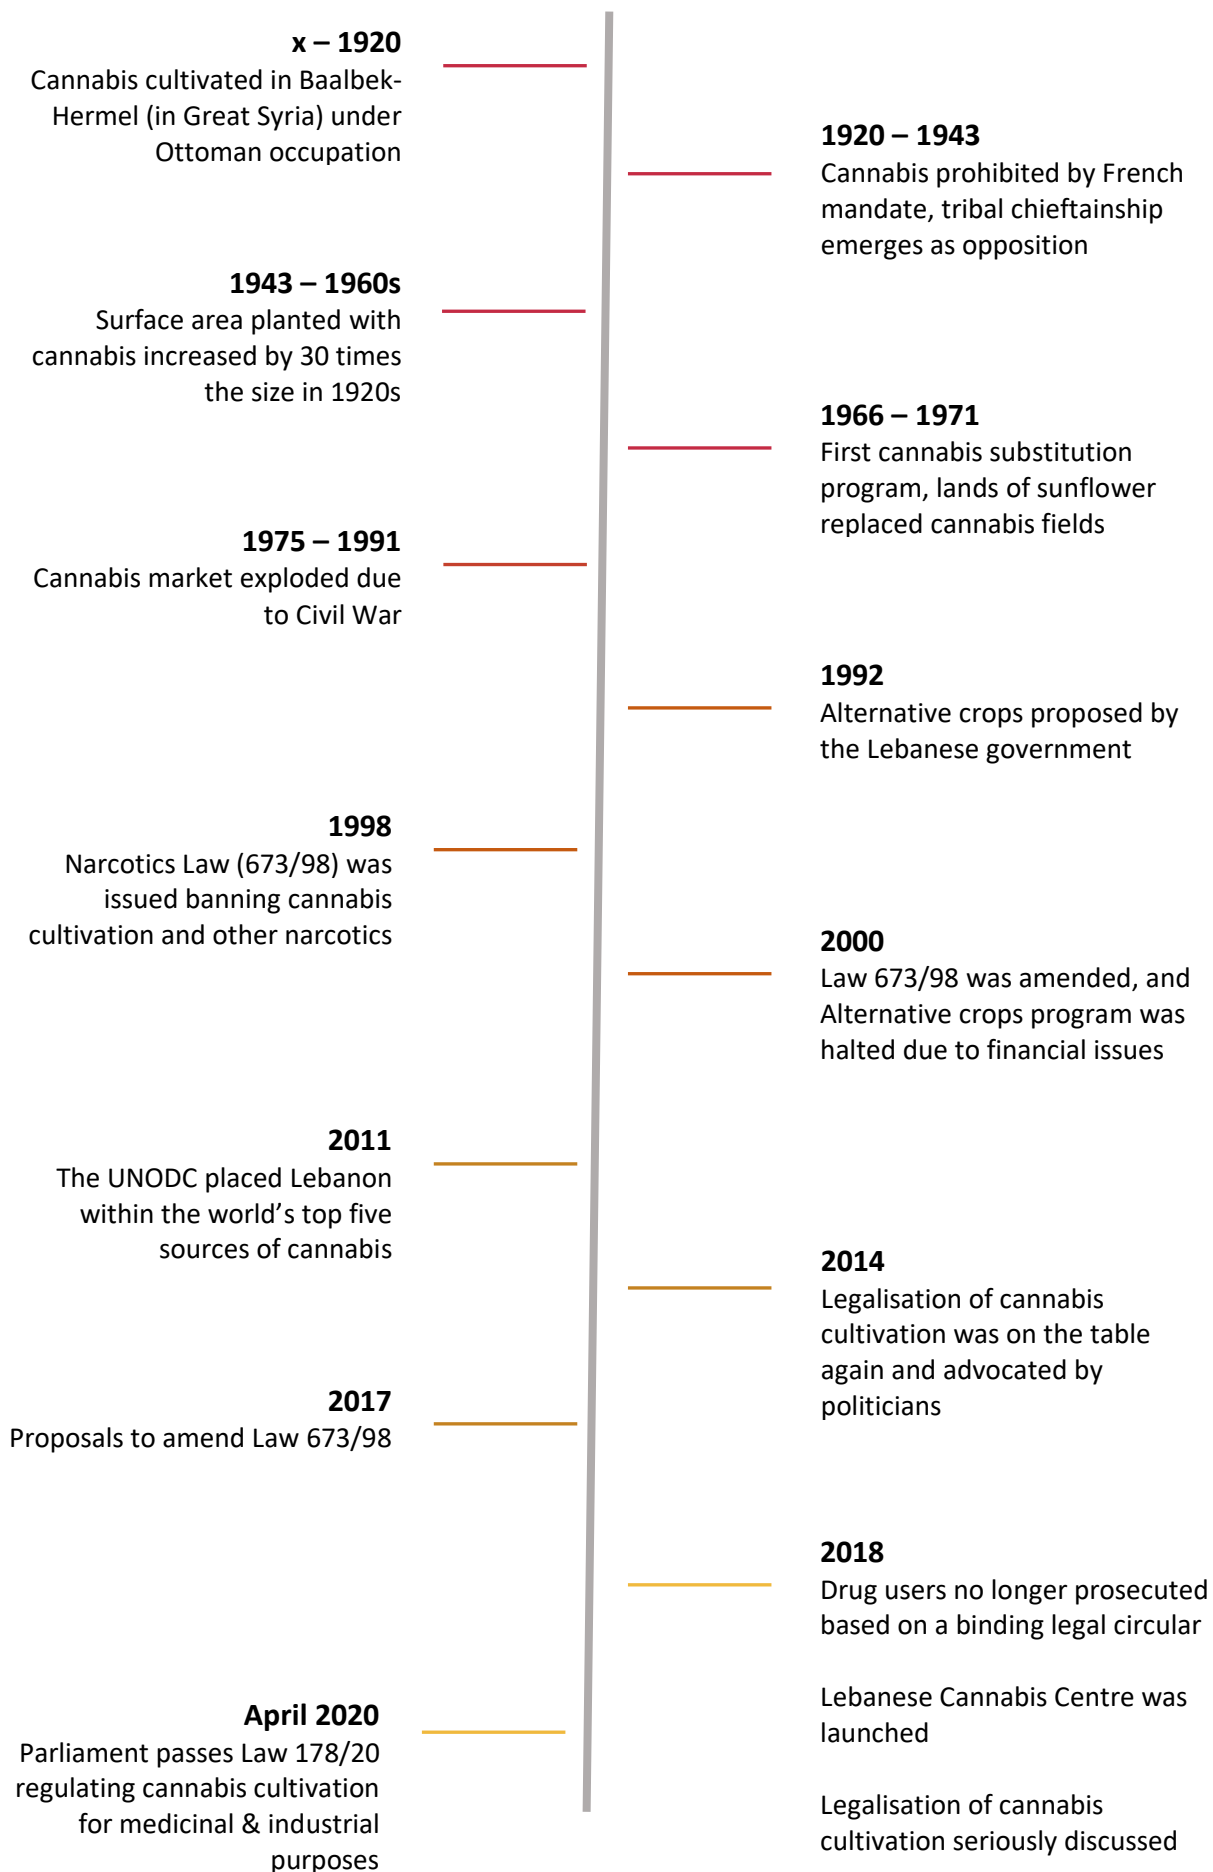 x – 1920
Cannabis cultivated in Baalbek-
Hermel (in Great Syria) under
Ottoman occupation
1920 – 1943
Cannabis prohibited by French
mandate, tribal chieftainship
emerges as opposition
1943 – 1960s
Surface area planted with
cannabis increased by 30 times
the size in 1920s
1966 – 1971
First cannabis substitution
program, lands of sunflower
replaced cannabis fields
1975 – 1991
Cannabis market exploded due
to Civil War
1992
Alternative crops proposed by
the Lebanese government
1998
Narcotics Law (673/98) was
issued banning cannabis
cultivation and other narcotics
2000
Law 673/98 was amended, and
Alternative crops program was
halted due to financial issues
2011
The UNODC placed Lebanon
within the world’s top five
sources of cannabis
2014
Legalisation of cannabis
cultivation was on the table
again and advocated by
politicians
2017
Proposals to amend Law 673/98
2018
Drug users no longer prosecuted
based on a binding legal circular
Lebanese Cannabis Centre was
launched
Legalisation of cannabis
cultivation seriously discussed
April 2020
Parliament passes Law 178/20
regulating cannabis cultivation
for medicinal & industrial
purposes